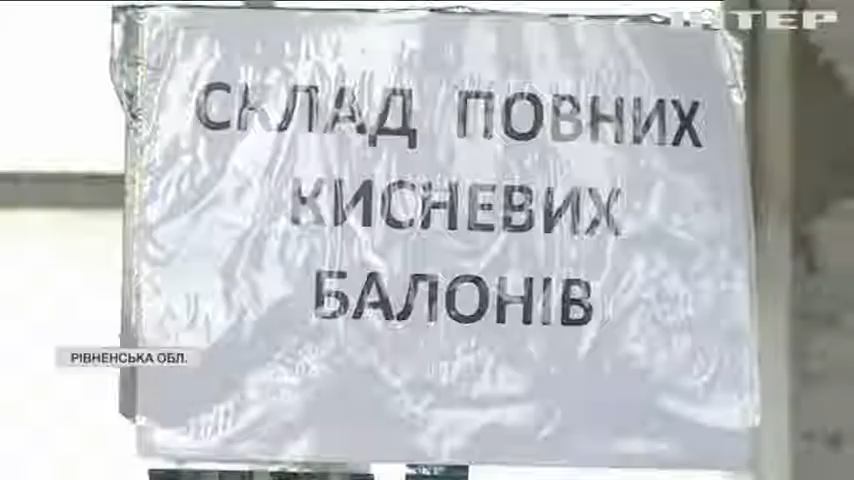 ІНТЕР
СКЛАД ПОВНИХ
КИСНЕВИХ
БАЛОНІВ
РІВНЕНСЬКА ОБЛ.